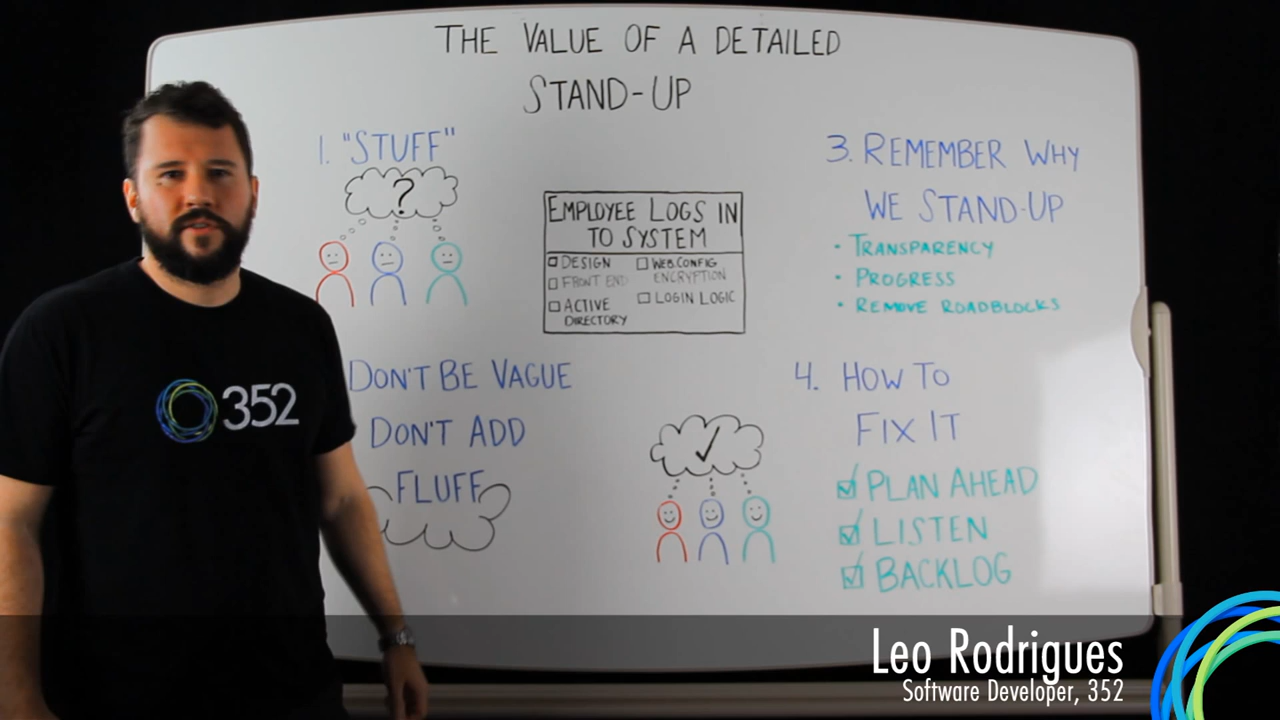 THE VALUE OF A DETAILED
STAND-UP
1. "STUFF"
?
EMPLOYEE LOGS IN
TO SYSTEM
DESIGN
FRONT END
ACTIVE
DIRECTORY
WEB.CONFIG
ENCRYPTION
LOGIN LOGIC
DON'T BE VAGUE
DON'T ADD
FLUFF
3. REMEMBER WHY
WE STAND-UP
• TRANSPARENCY
• PROGRESS
• REMOVE ROADBLOCKS
4. HOW TO
FIX IT
PLAN AHEAD
LISTEN
BACKLOG
352
Leo Rodrigues
Software Developer, 352